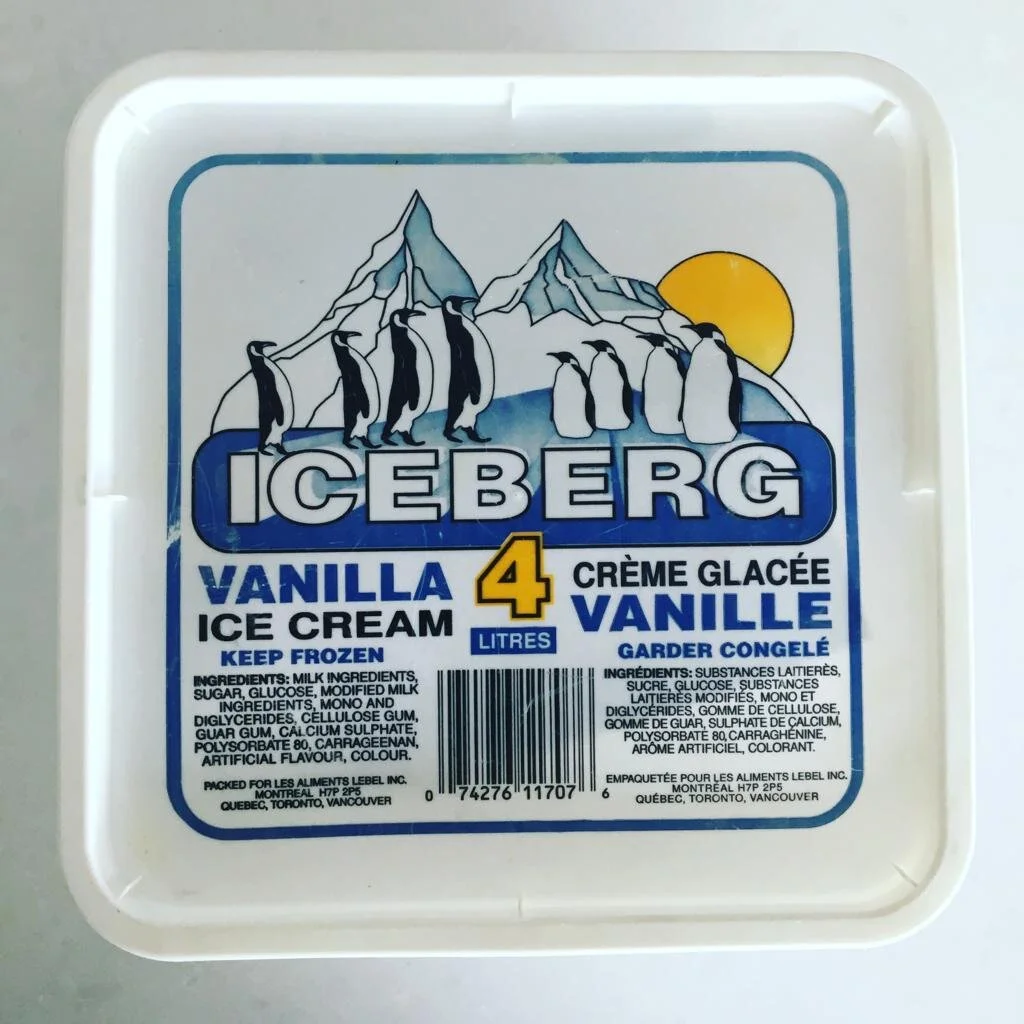 ICEBERG
VANILLA
ICE CREAM
KEEP FROZEN
4
LITRES
CRÈME GLACÉE
VANILLE
GARDER CONGELÉ
INGREDIENTS: MILK INGREDIENTS,
SUGAR, GLUCOSE, MODIFIED MILK
INGREDIENTS, MONO AND
DIGLYCERIDES, CELLULOSE GUM,
GUAR GUM, CALCIUM SULPHATE,
POLYSORBATE 80, CARRAGEENAN,
ARTIFICIAL FLAVOUR, COLOUR.
PACKED FOR LES ALIMENTS LEBEL INC.
MONTREAL H7P 2P5
QUEBEC, TORONTO, VANCOUVER
0 74276 11707 6
INGRÉDIENTS: SUBSTANCES LAITIERÈS,
SUCRE, GLUCOSE, SUBSTANCES
LAITIERÈS MODIFIÉS, MONO ET
DIGLYCÉRIDES, GOMME DE CELLULOSE,
GOMME DE GUAR, SULPHATE DE CALCIUM,
POLYSORBATE 80, CARRAGHÉNINE,
ARÔME ARTIFICIEL, COLORANT.
EMPAQUETÉE POUR LES ALIMENTS LEBEL INC.
MONTRÉAL H7P 2P5
QUÉBEC, TORONTO, VANCOUVER